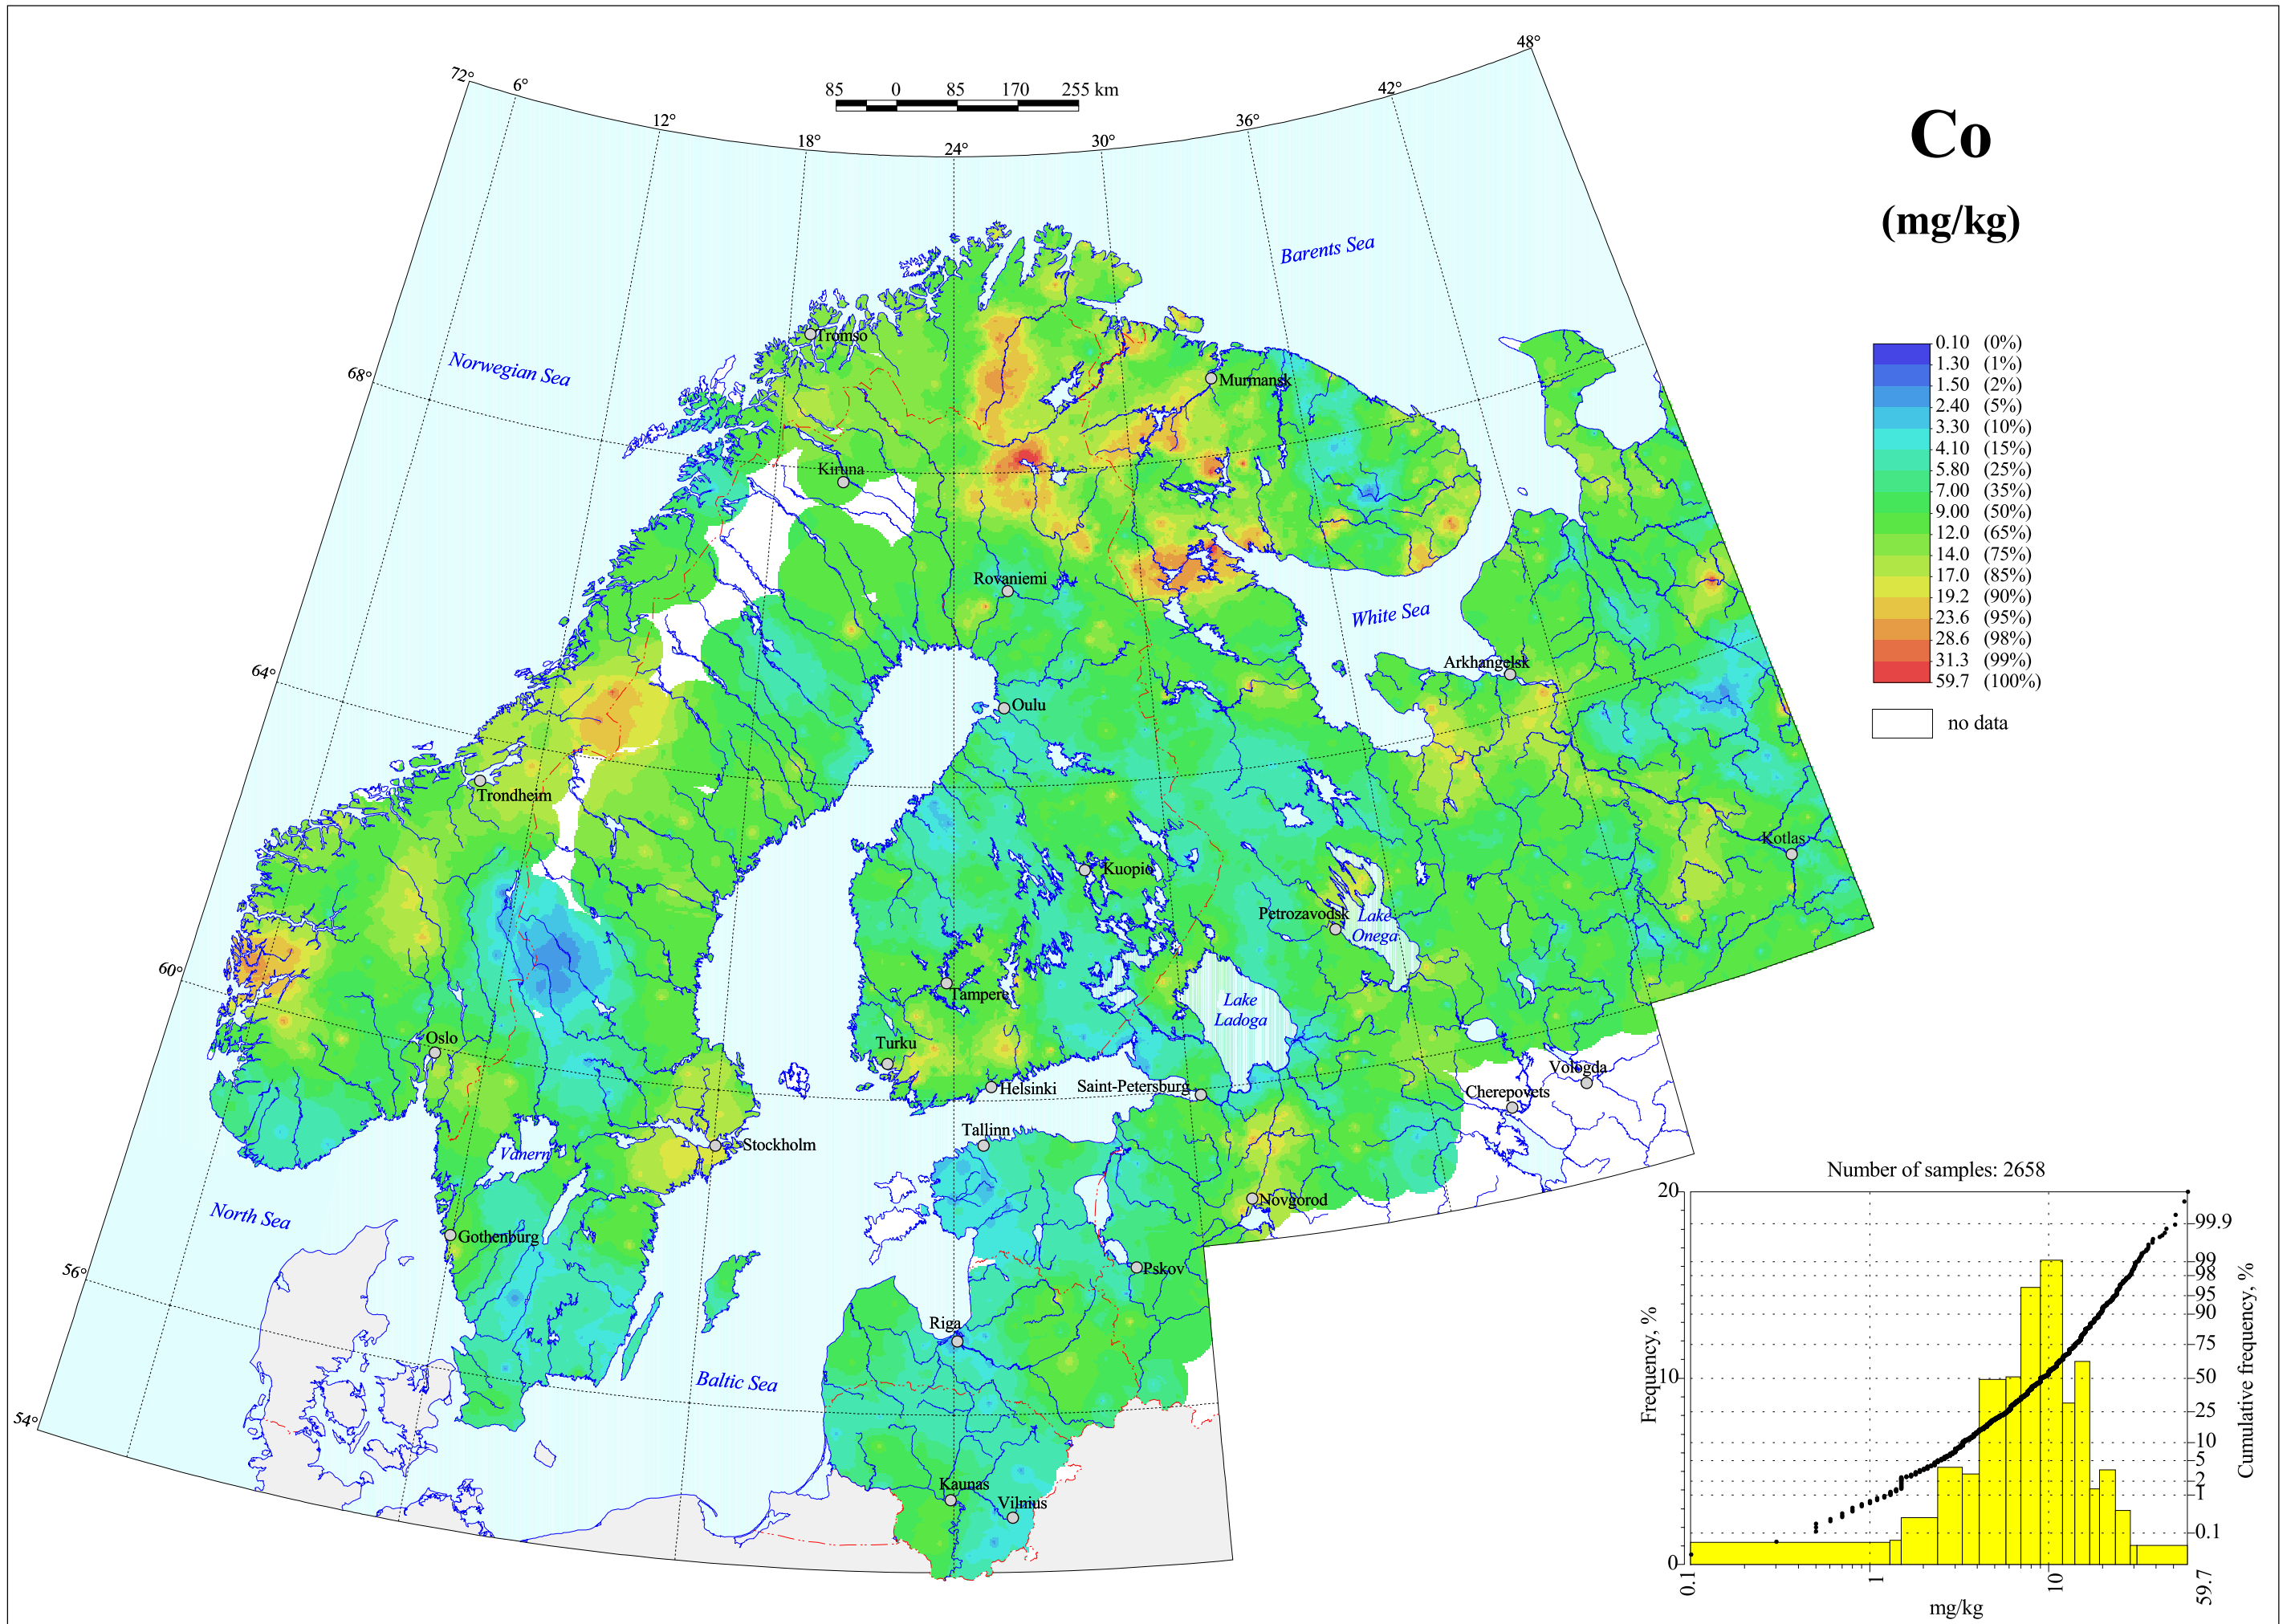 Co
(mg/kg)
72°
6°
12°
18°
24°
30°
36°
42°
48°
85 0 85 170 255 km
68°
64°
60°
56°
54°
Barents Sea
Norwegian Sea
White Sea
North Sea
Baltic Sea
Tromso
Murmansk
Kiruna
Rovaniemi
Arkhangelsk
Oulu
Trondheim
Kotlas
Kuopio
Petrozavodsk
Lake
Onega
Tampere
Lake
Ladoga
Oslo
Turku
Helsinki
Saint-Petersburg
Vologda
Cherepovets
Stockholm
Tallinn
Vanern
Novgorod
Gothenburg
Pskov
Riga
Kaunas
Vilnius
0.10 (0%)
1.30 (1%)
1.50 (2%)
2.40 (5%)
3.30 (10%)
4.10 (15%)
5.80 (25%)
7.00 (35%)
9.00 (50%)
12.0 (65%)
14.0 (75%)
17.0 (85%)
19.2 (90%)
23.6 (95%)
28.6 (98%)
31.3 (99%)
59.7 (100%)
no data
Number of samples: 2658
Frequency, %
20
10
0
Cumulative frequency, %
99.9
99
98
95
90
75
50
25
10
5
2
1
0.1
0.1
1
10
59.7
mg/kg